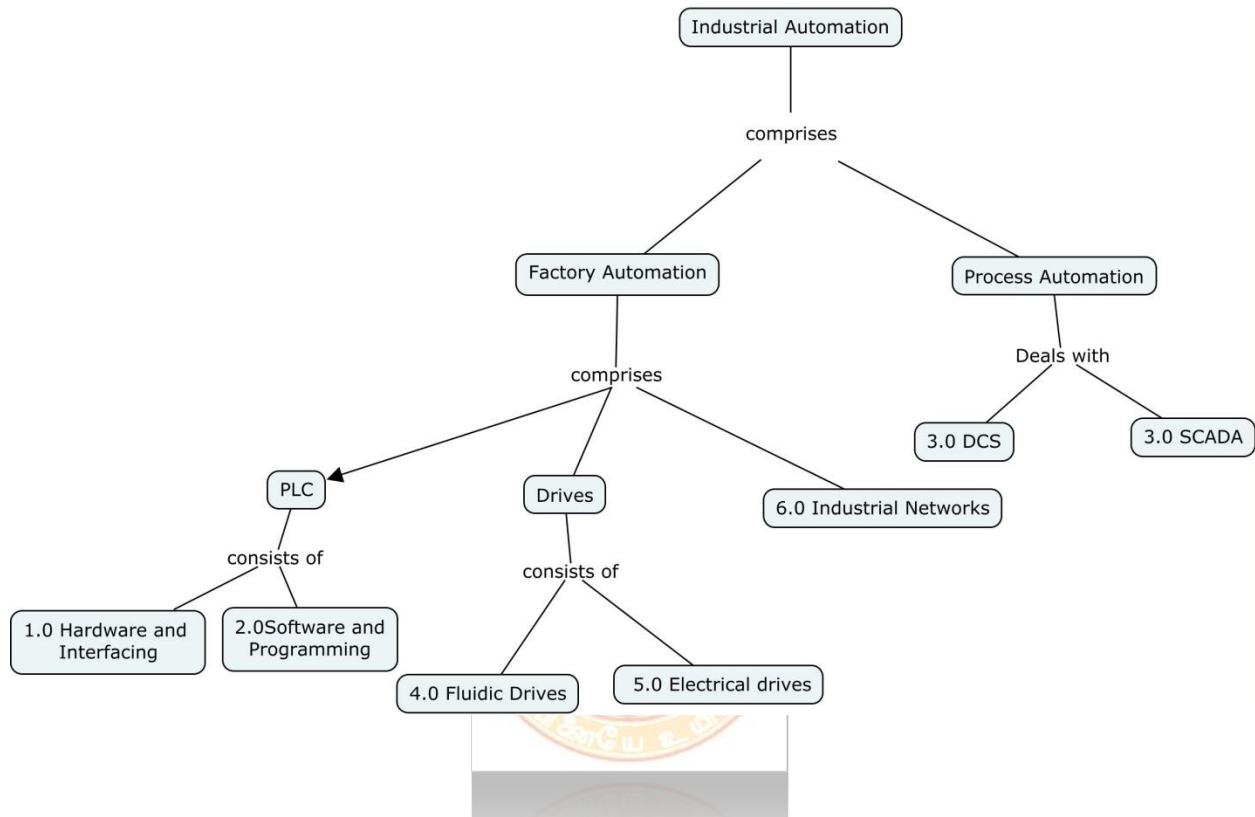 Industrial Automation
comprises
Factory Automation
Process Automation
comprises
Deals with
3.0 DCS
3.0 SCADA
PLC
Drives
6.0 Industrial Networks
consists of
consists of
1.0 Hardware and
Interfacing
2.0Software and
Programming
4.0 Fluidic Drives
5.0 Electrical drives